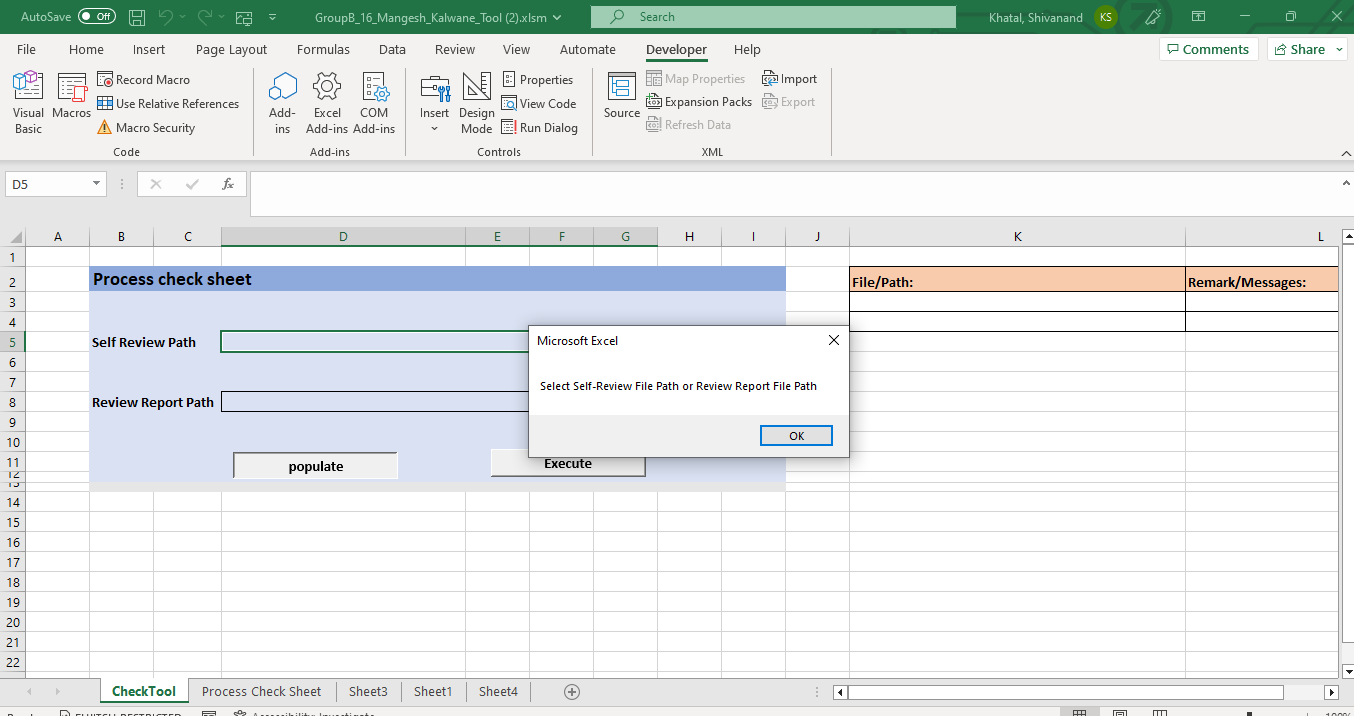 AutoSave Off GroupB_16_Mangesh_Kalwane_Tool (2).xlsm Search Khatal, Shivanand KS
File Home Insert Page Layout Formulas Data Review View Automate Developer Help Comments Share
Visual Basic
Macros
Record Macro
Use Relative References
Macro Security
Code
Add-ins
Excel Add-ins
COM Add-ins
Add-ins
Insert
Design Mode
Properties
View Code
Run Dialog
Controls
Source
Map Properties
Expansion Packs
Refresh Data
Import
Export
XML
D5 fx
A B C D E F G H I J K L
1
2 Process check sheet File/Path: Remark/Messages:
3
4
5 Self Review Path
6
7
8 Review Report Path
9
10
11 populate Execute
12
13
14
15
16
17
18
19
20
21
22
Microsoft Excel
Select Self-Review File Path or Review Report File Path
OK
CheckTool Process Check Sheet Sheet3 Sheet1 Sheet4